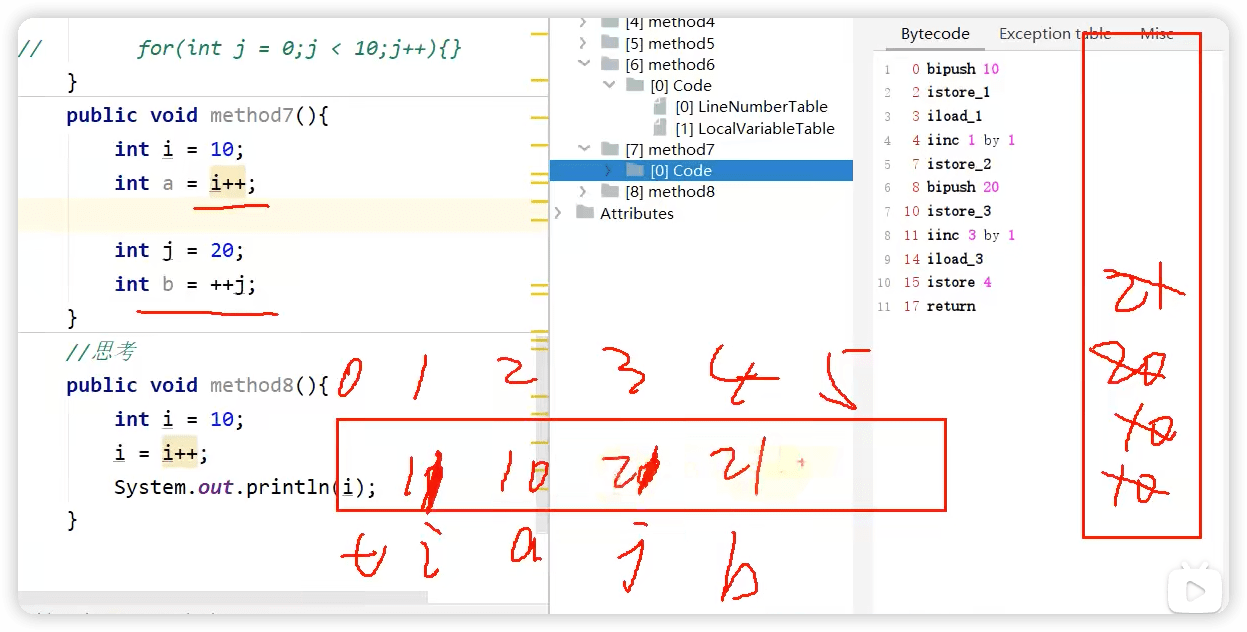 //        for(int j = 0;j < 10;j++){}
}
public void method7(){
int i = 10;
int a = i++;
int j = 20;
int b = ++j;
}
//思考
public void method8(){
int i = 10;
i = i++;
System.out.println(i);
}
[4] method4
[5] method5
[6] method6
[0] Code
[0] LineNumberTable
[1] LocalVariableTable
[7] method7
[0] Code
[8] method8
Attributes
Bytecode Exception table Misc
1 0 bipush 10
2 2 istore_1
3 3 iload_1
4 4 iinc 1 by 1
5 7 istore_2
6 8 bipush 20
7 10 istore_3
8 11 iinc 3 by 1
9 14 iload_3
10 15 istore 4
11 17 return
0 1 2 3 4 5
11 10 21 21
t i a j b
21
20
10
10